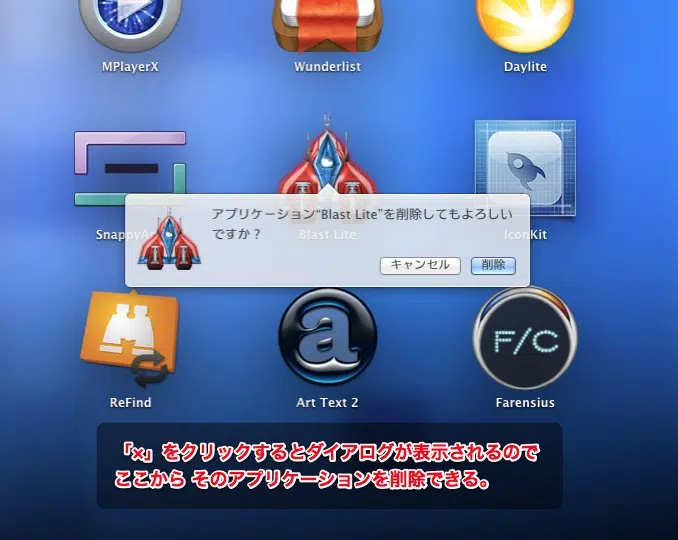 MPlayerX
Wunderlist
Daylite
アプリケーション“Blast Lite”を削除してもよろしい
ですか？
Blast Lite
IconKit
キャンセル
削除
F/C
ReFind
a
Art Text 2
Farensius
「×」をクリックするとダイアログが表示されるので
ここから そのアプリケーションを削除できる。